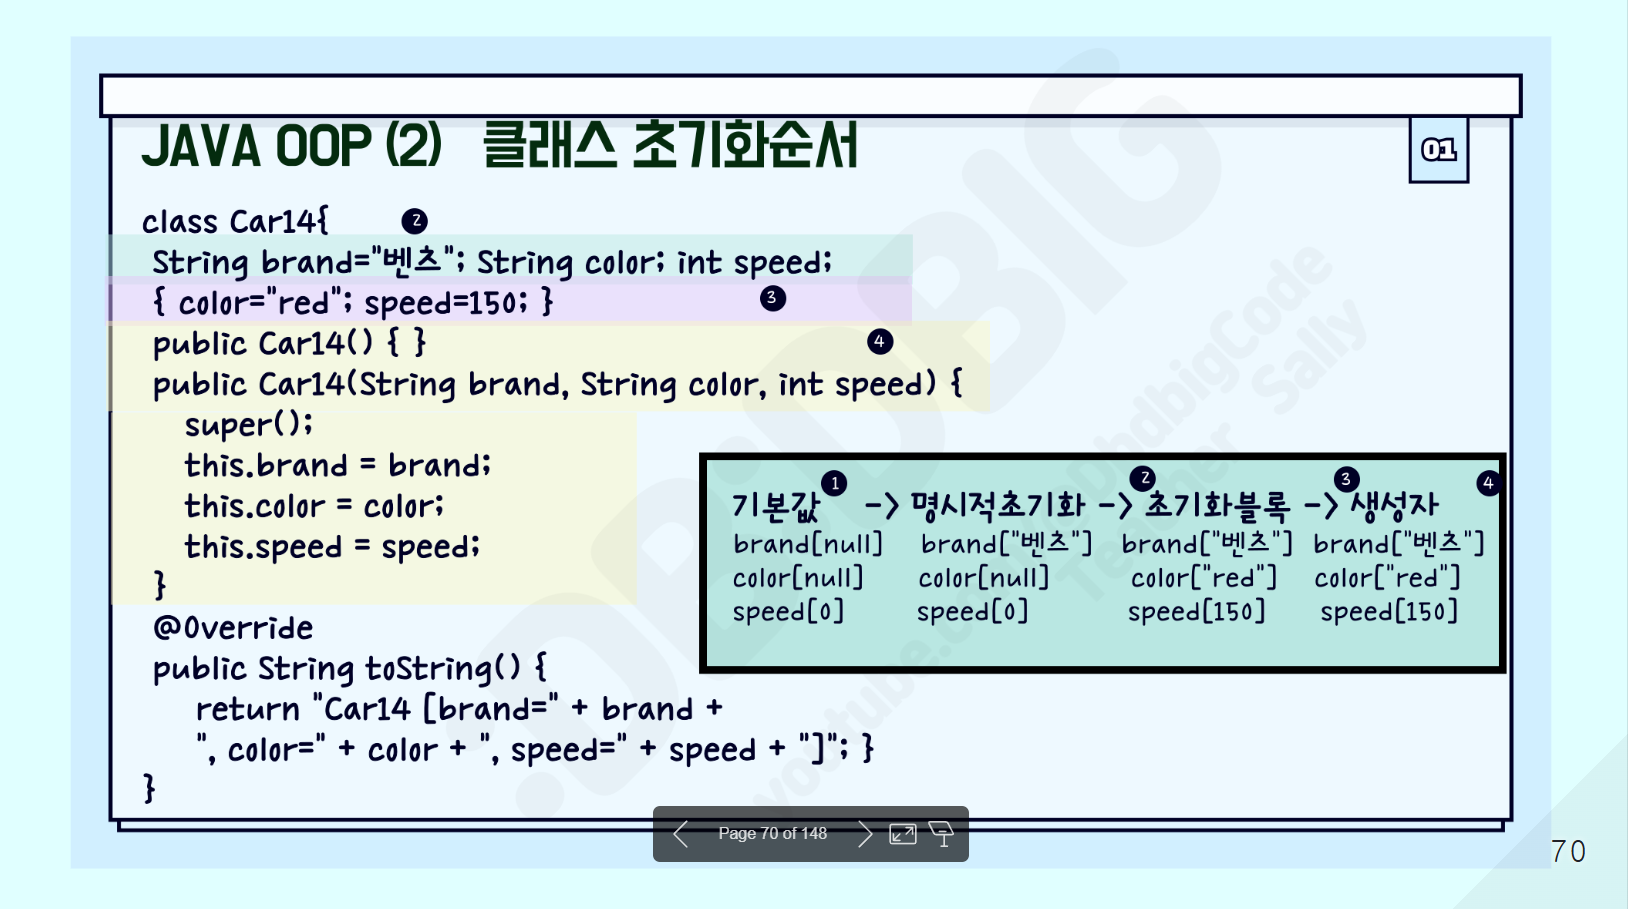 JAVA OOP (2) 클래스 초기화순서
01
class Car14{ 2
String brand="벤츠"; String color; int speed;
{ color="red"; speed=150; } 3
public Car14() { } 4
public Car14(String brand, String color, int speed) {
super();
this.brand = brand;
this.color = color;
this.speed = speed;
}
@Override
public String toString() {
return "Car14 [brand=" + brand +
", color=" + color + ", speed=" + speed + "]"; }
}
1 2 3 4
기본값 -> 명시적초기화 -> 초기화블록 -> 생성자
brand[null] brand["벤츠"] brand["벤츠"] brand["벤츠"]
color[null] color[null] color["red"] color["red"]
speed[0] speed[0] speed[150] speed[150]
DBDBIG
@DbdbigCode
Teacher Sally
Page 70 of 148
70